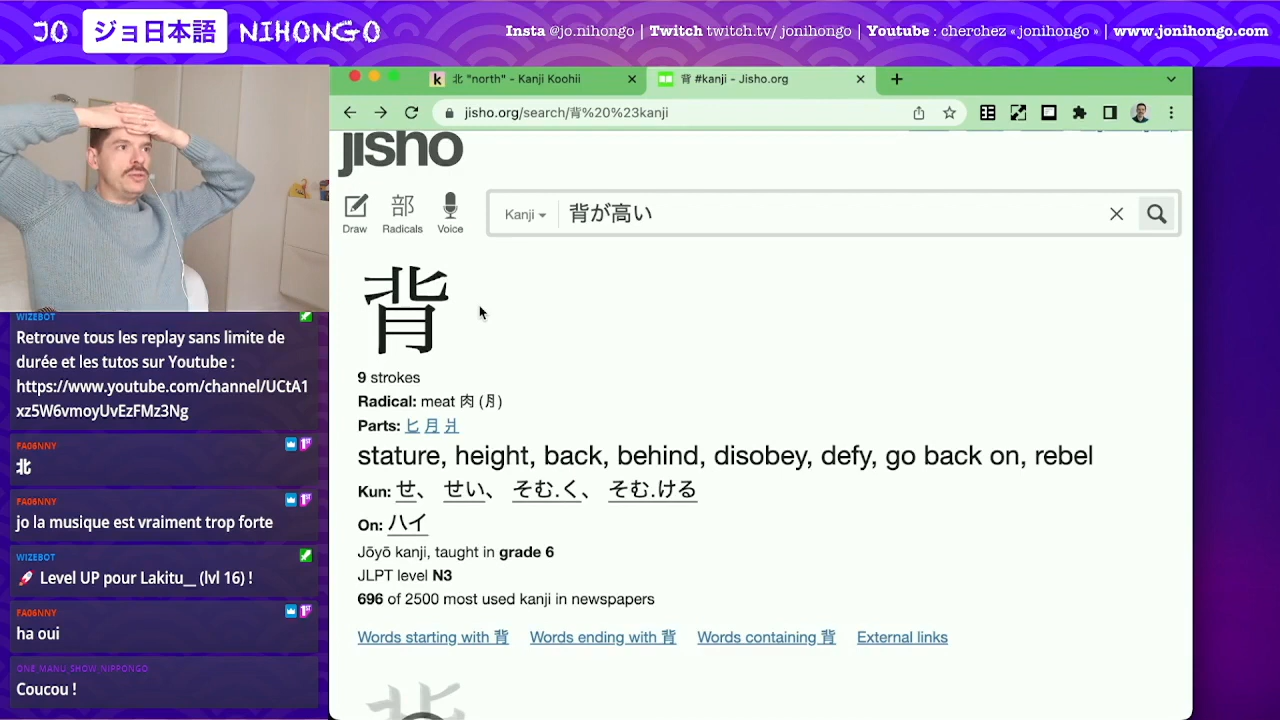 JO ジョ日本語 NIHONGO
Insta @jo.nihongo | Twitch twitch.tv/ jonihongo | Youtube : cherchez « jonihongo » | www.jonihongo.com
北 "north" - Kanji Koohii
背 #kanji - Jisho.org
jisho.org/search/背%20%23kanji
jisho
部
Draw Radicals Voice
Kanji 背が高い
背
9 strokes
Radical: meat 肉 (⺼)
Parts: 匕 月 爿
stature, height, back, behind, disobey, defy, go back on, rebel
Kun: せ、 せい、 そむ.く、 そむ.ける
On: ハイ
Jōyō kanji, taught in grade 6
JLPT level N3
696 of 2500 most used kanji in newspapers
Words starting with 背 Words ending with 背 Words containing 背 External links
背
WIZEBOT
Retrouve tous les replay sans limite de
durée et les tutos sur Youtube :
https://www.youtube.com/channel/UCtA1
xz5W6vmoyUvEzFMz3Ng
FA06NNY
北
FA06NNY
jo la musique est vraiment trop forte
WIZEBOT
🚀 Level UP pour Lakitu__ (lvl 16) !
FA06NNY
ha oui
ONE_MANU_SHOW_NIPPONGO
Coucou !